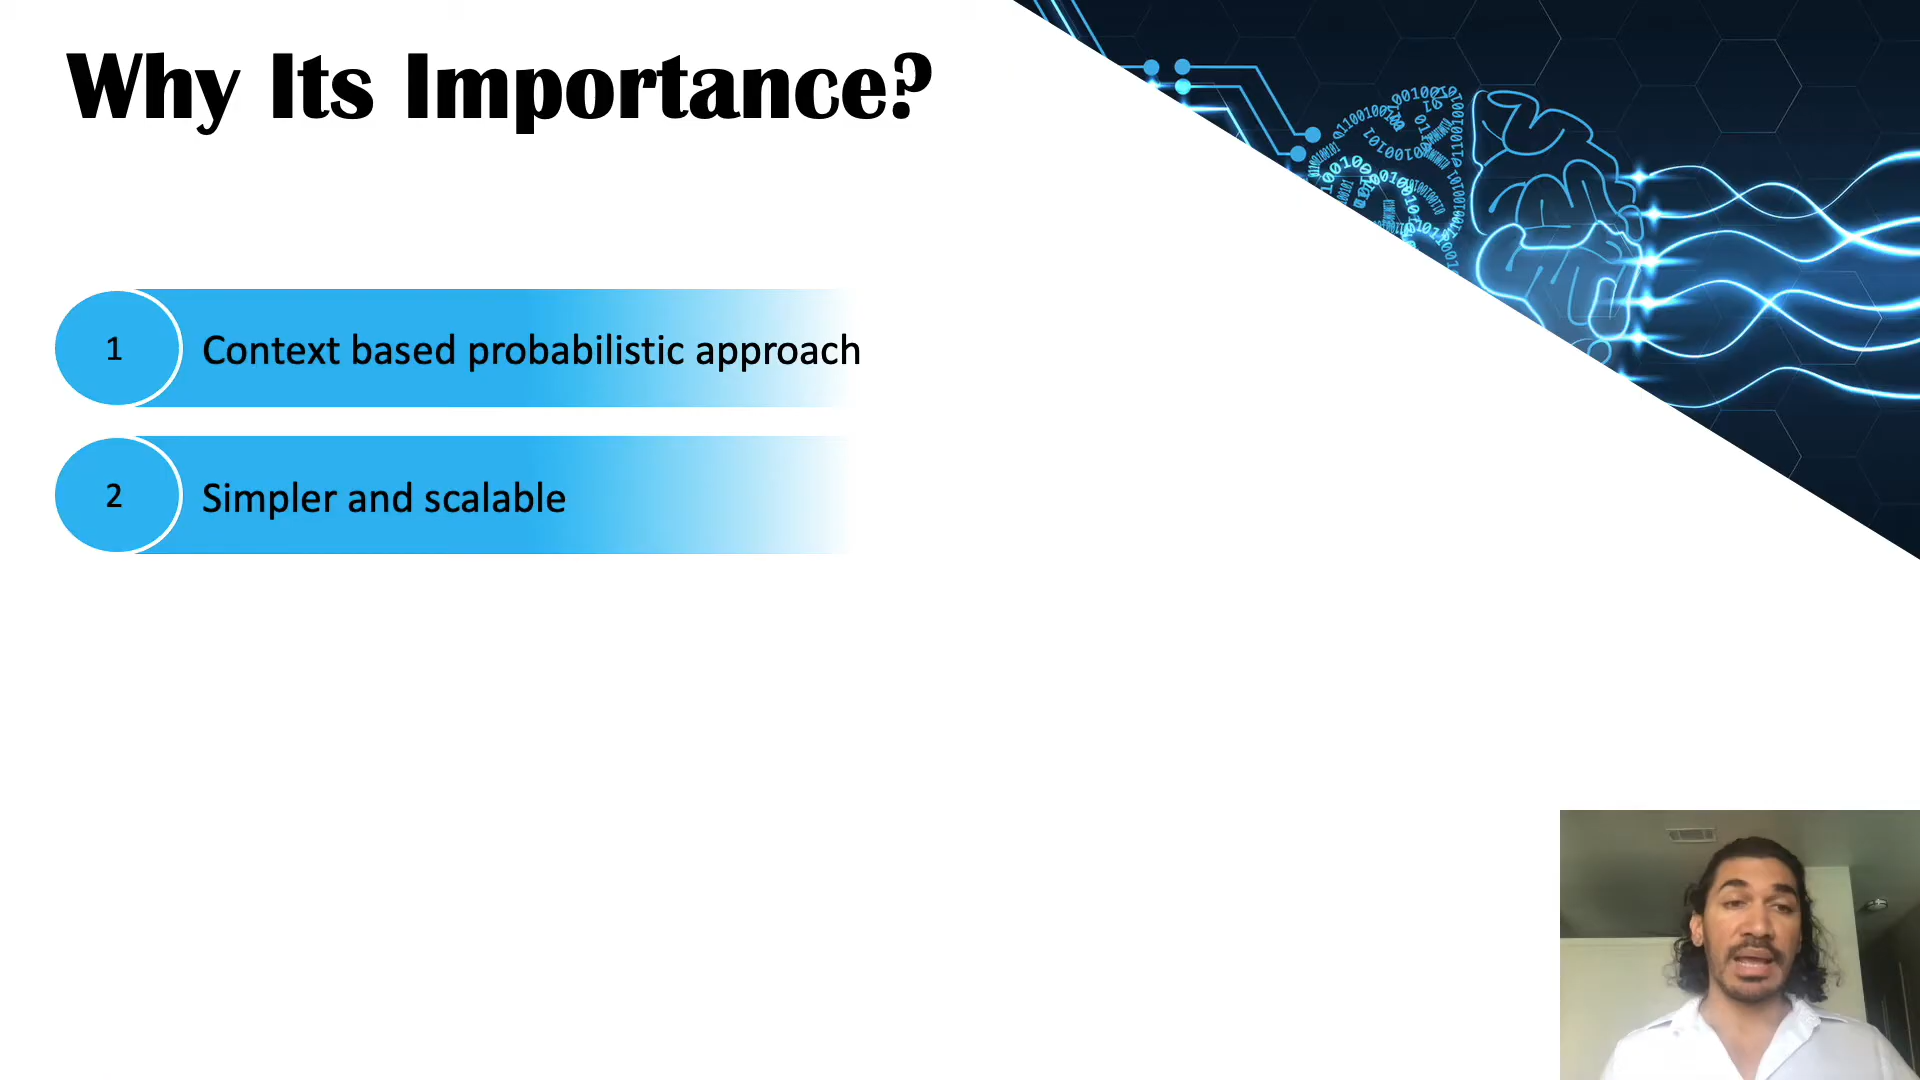 Why Its Importance?
1
Context based probabilistic approach
2
Simpler and scalable